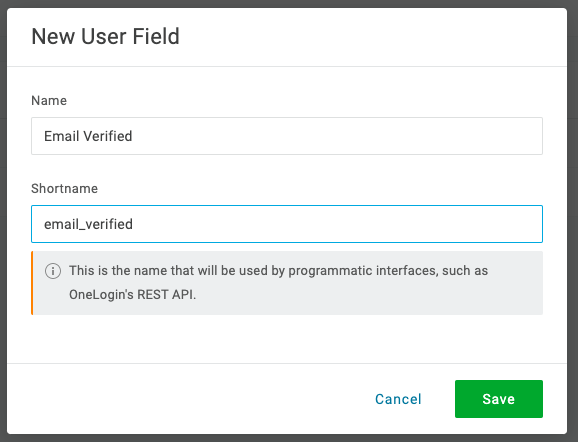 New User Field
Name
Email Verified
Shortname
email_verified
This is the name that will be used by programmatic interfaces, such as
OneLogin's REST API.
Cancel
Save